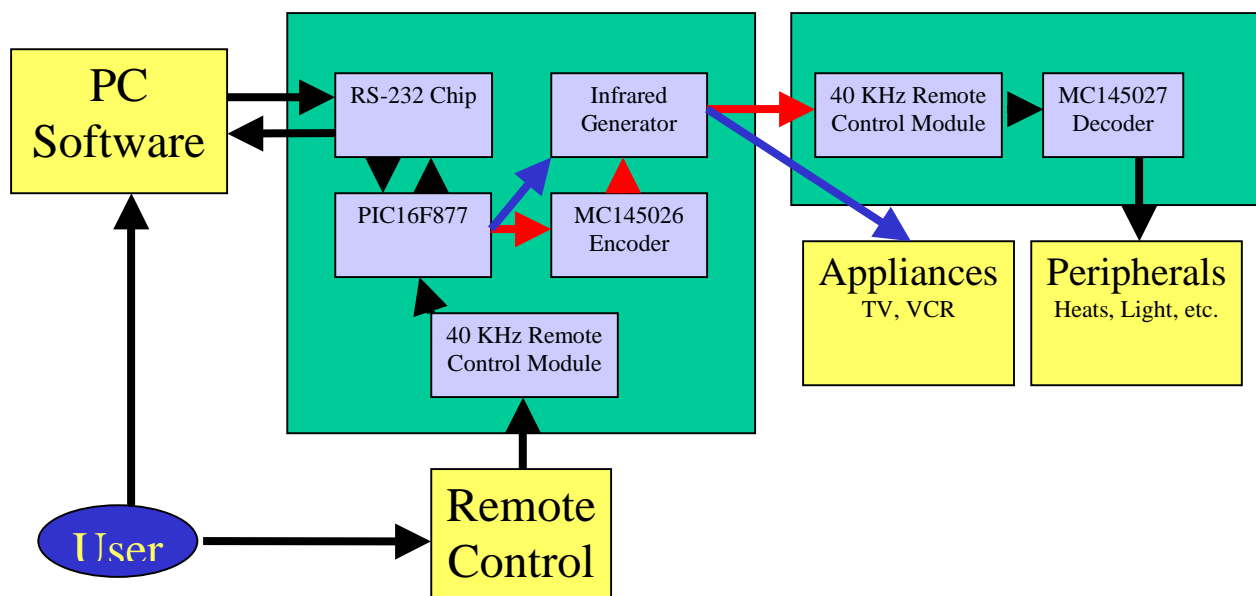 PC
Software
RS-232 Chip
Infrared
Generator
40 KHz Remote
Control Module
MC145027
Decoder
PIC16F877
MC145026
Encoder
40 KHz Remote
Control Module
Appliances
TV, VCR
Peripherals
Heats, Light, etc.
User
Remote
Control